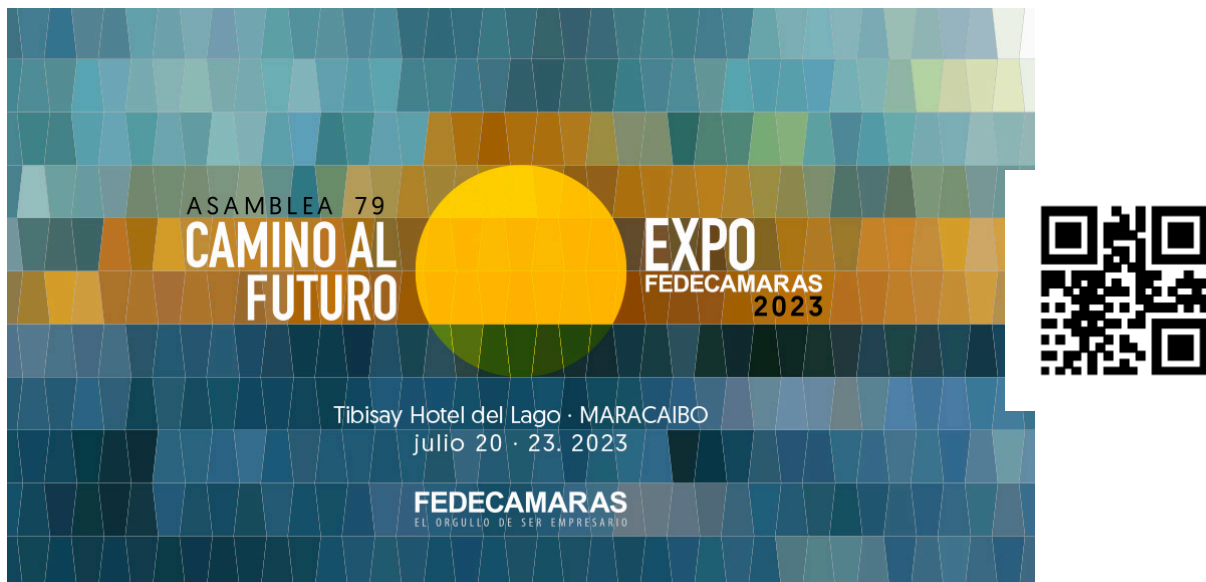 ASAMBLEA 79
CAMINO AL
FUTURO
EXPO
FEDECAMARAS
2023
Tibisay Hotel del Lago · MARACAIBO
julio 20 · 23. 2023
FEDECAMARAS
EL ORGULLO DE SER EMPRESARIO